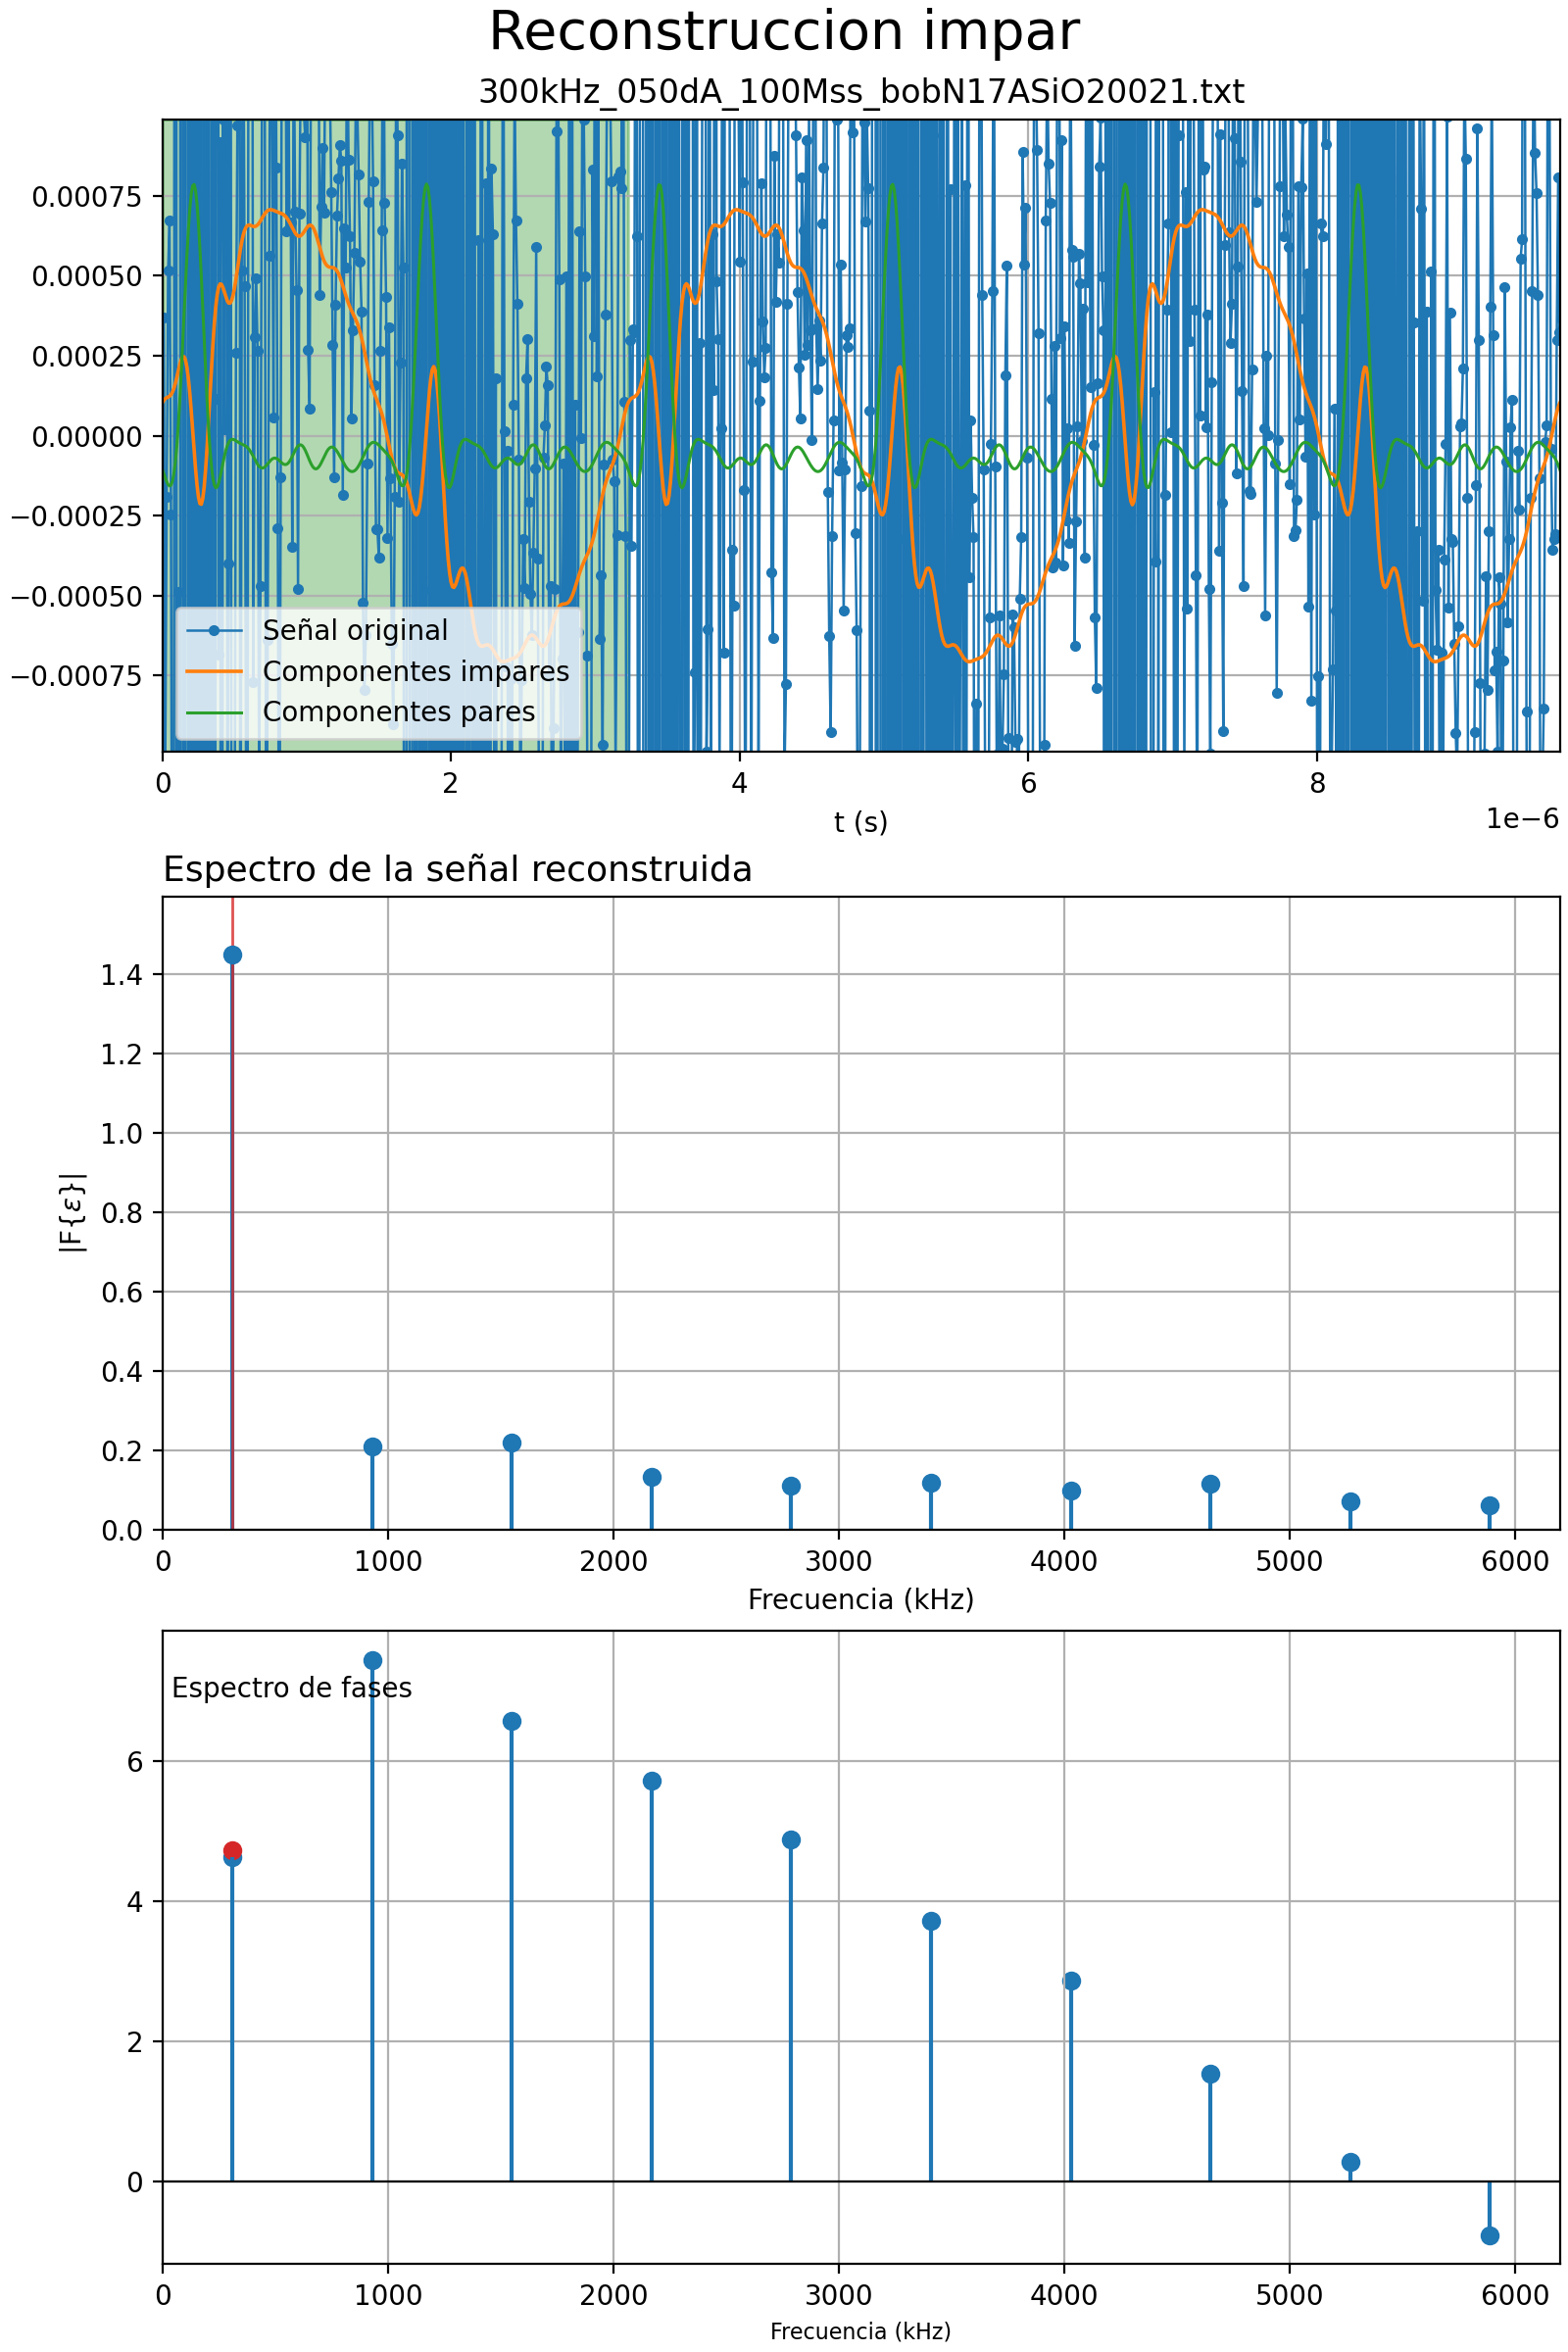 Reconstruccion impar
300kHz_050dA_100Mss_bobN17ASiO20021.txt
0.00075
0.00050
0.00025
0.00000
−0.00025
−0.00050
−0.00075
Señal original
Componentes impares
Componentes pares
0 2 4 6 8
1e−6
t (s)
Espectro de la señal reconstruida
1.4
1.2
1.0
0.8
0.6
0.4
0.2
0.0
|F{ε}|
0 1000 2000 3000 4000 5000 6000
Frecuencia (kHz)
Espectro de fases
6
4
2
0
0 1000 2000 3000 4000 5000 6000
Frecuencia (kHz)